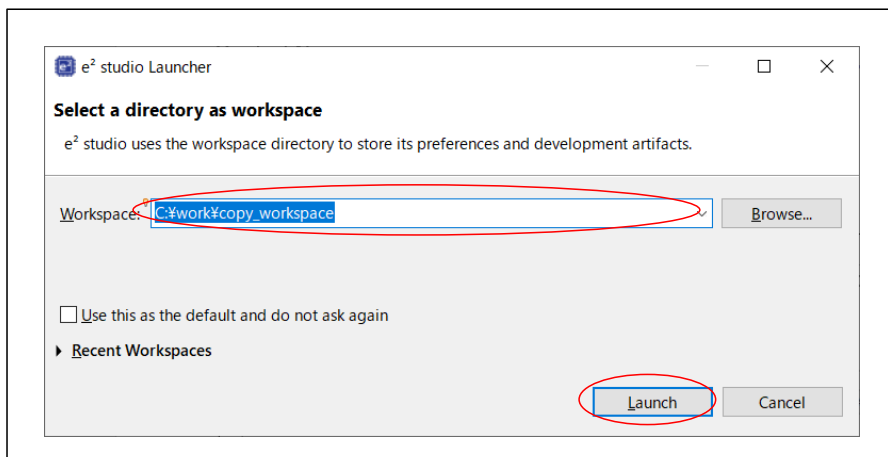 e² studio Launcher
Select a directory as workspace
e² studio uses the workspace directory to store its preferences and development artifacts.
Workspace: C:¥work¥copy_workspace Browse...
Use this as the default and do not ask again
Recent Workspaces
Launch Cancel